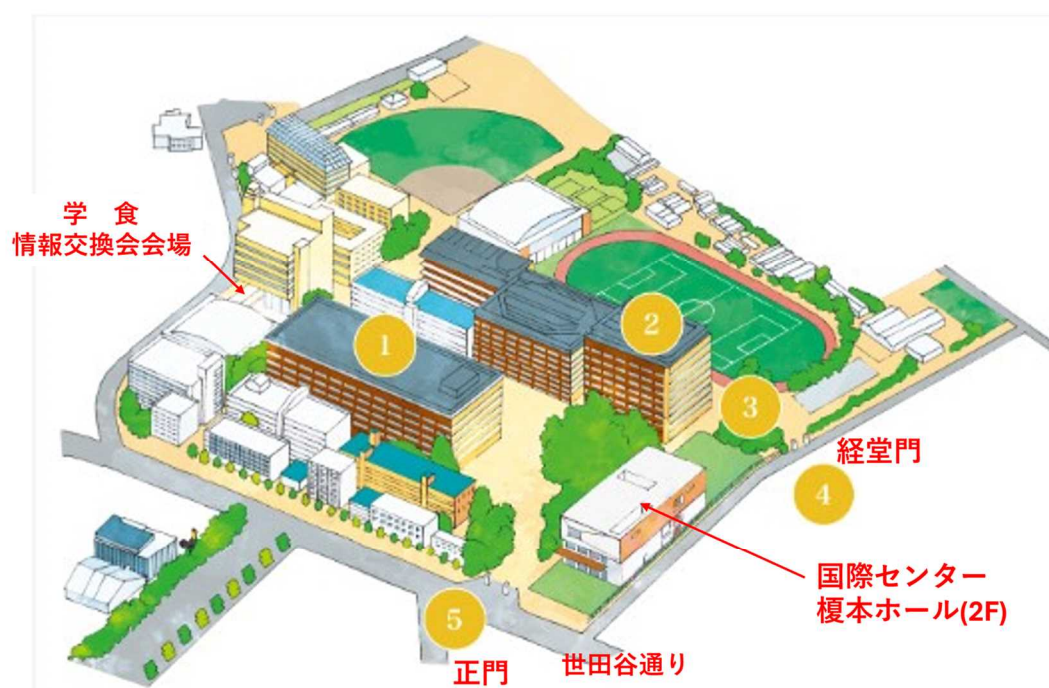 学　食
情報交換会会場
1
2
3
経堂門
4
国際センター
榎本ホール(2F)
5
正門
世田谷通り